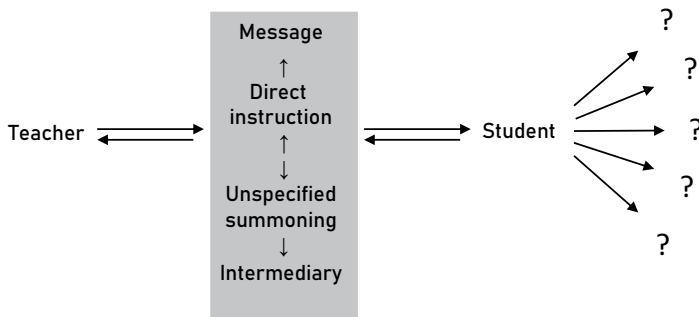 Message
↑
Direct
instruction
↑
↓
Unspecified
summoning
↓
Intermediary
Teacher
Student
?
?
?
?
?